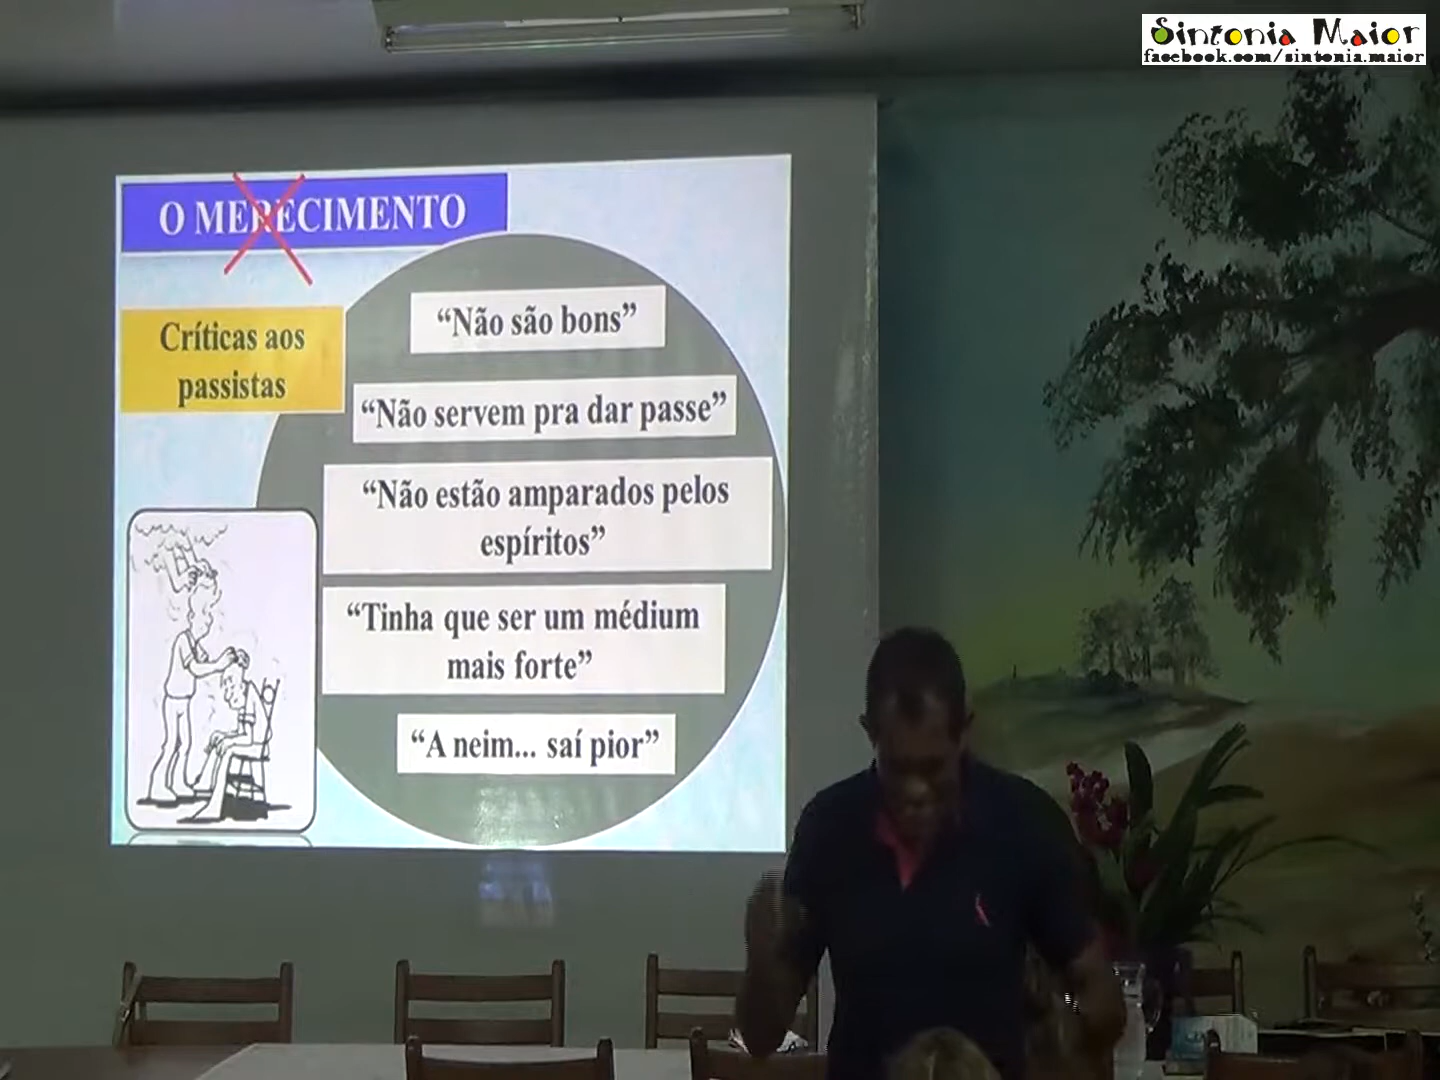 Sintonia Maior
facebook.com/sintonia.maior
O MERECIMENTO
Críticas aos
passistas
“Não são bons”
“Não servem pra dar passe”
“Não estão amparados pelos
espíritos”
“Tinha que ser um médium
mais forte”
“A neim... saí pior”